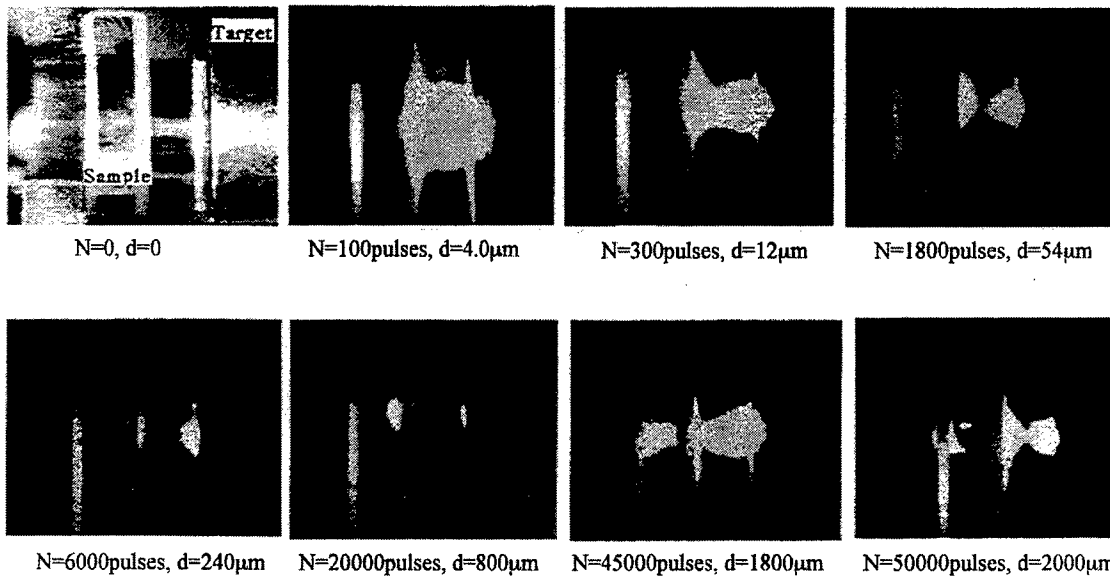 Target
Sample
N=0, d=0
N=100pulses, d=4.0μm
N=300pulses, d=12μm
N=1800pulses, d=54μm
N=6000pulses, d=240μm
N=20000pulses, d=800μm
N=45000pulses, d=1800μm
N=50000pulses, d=2000μm